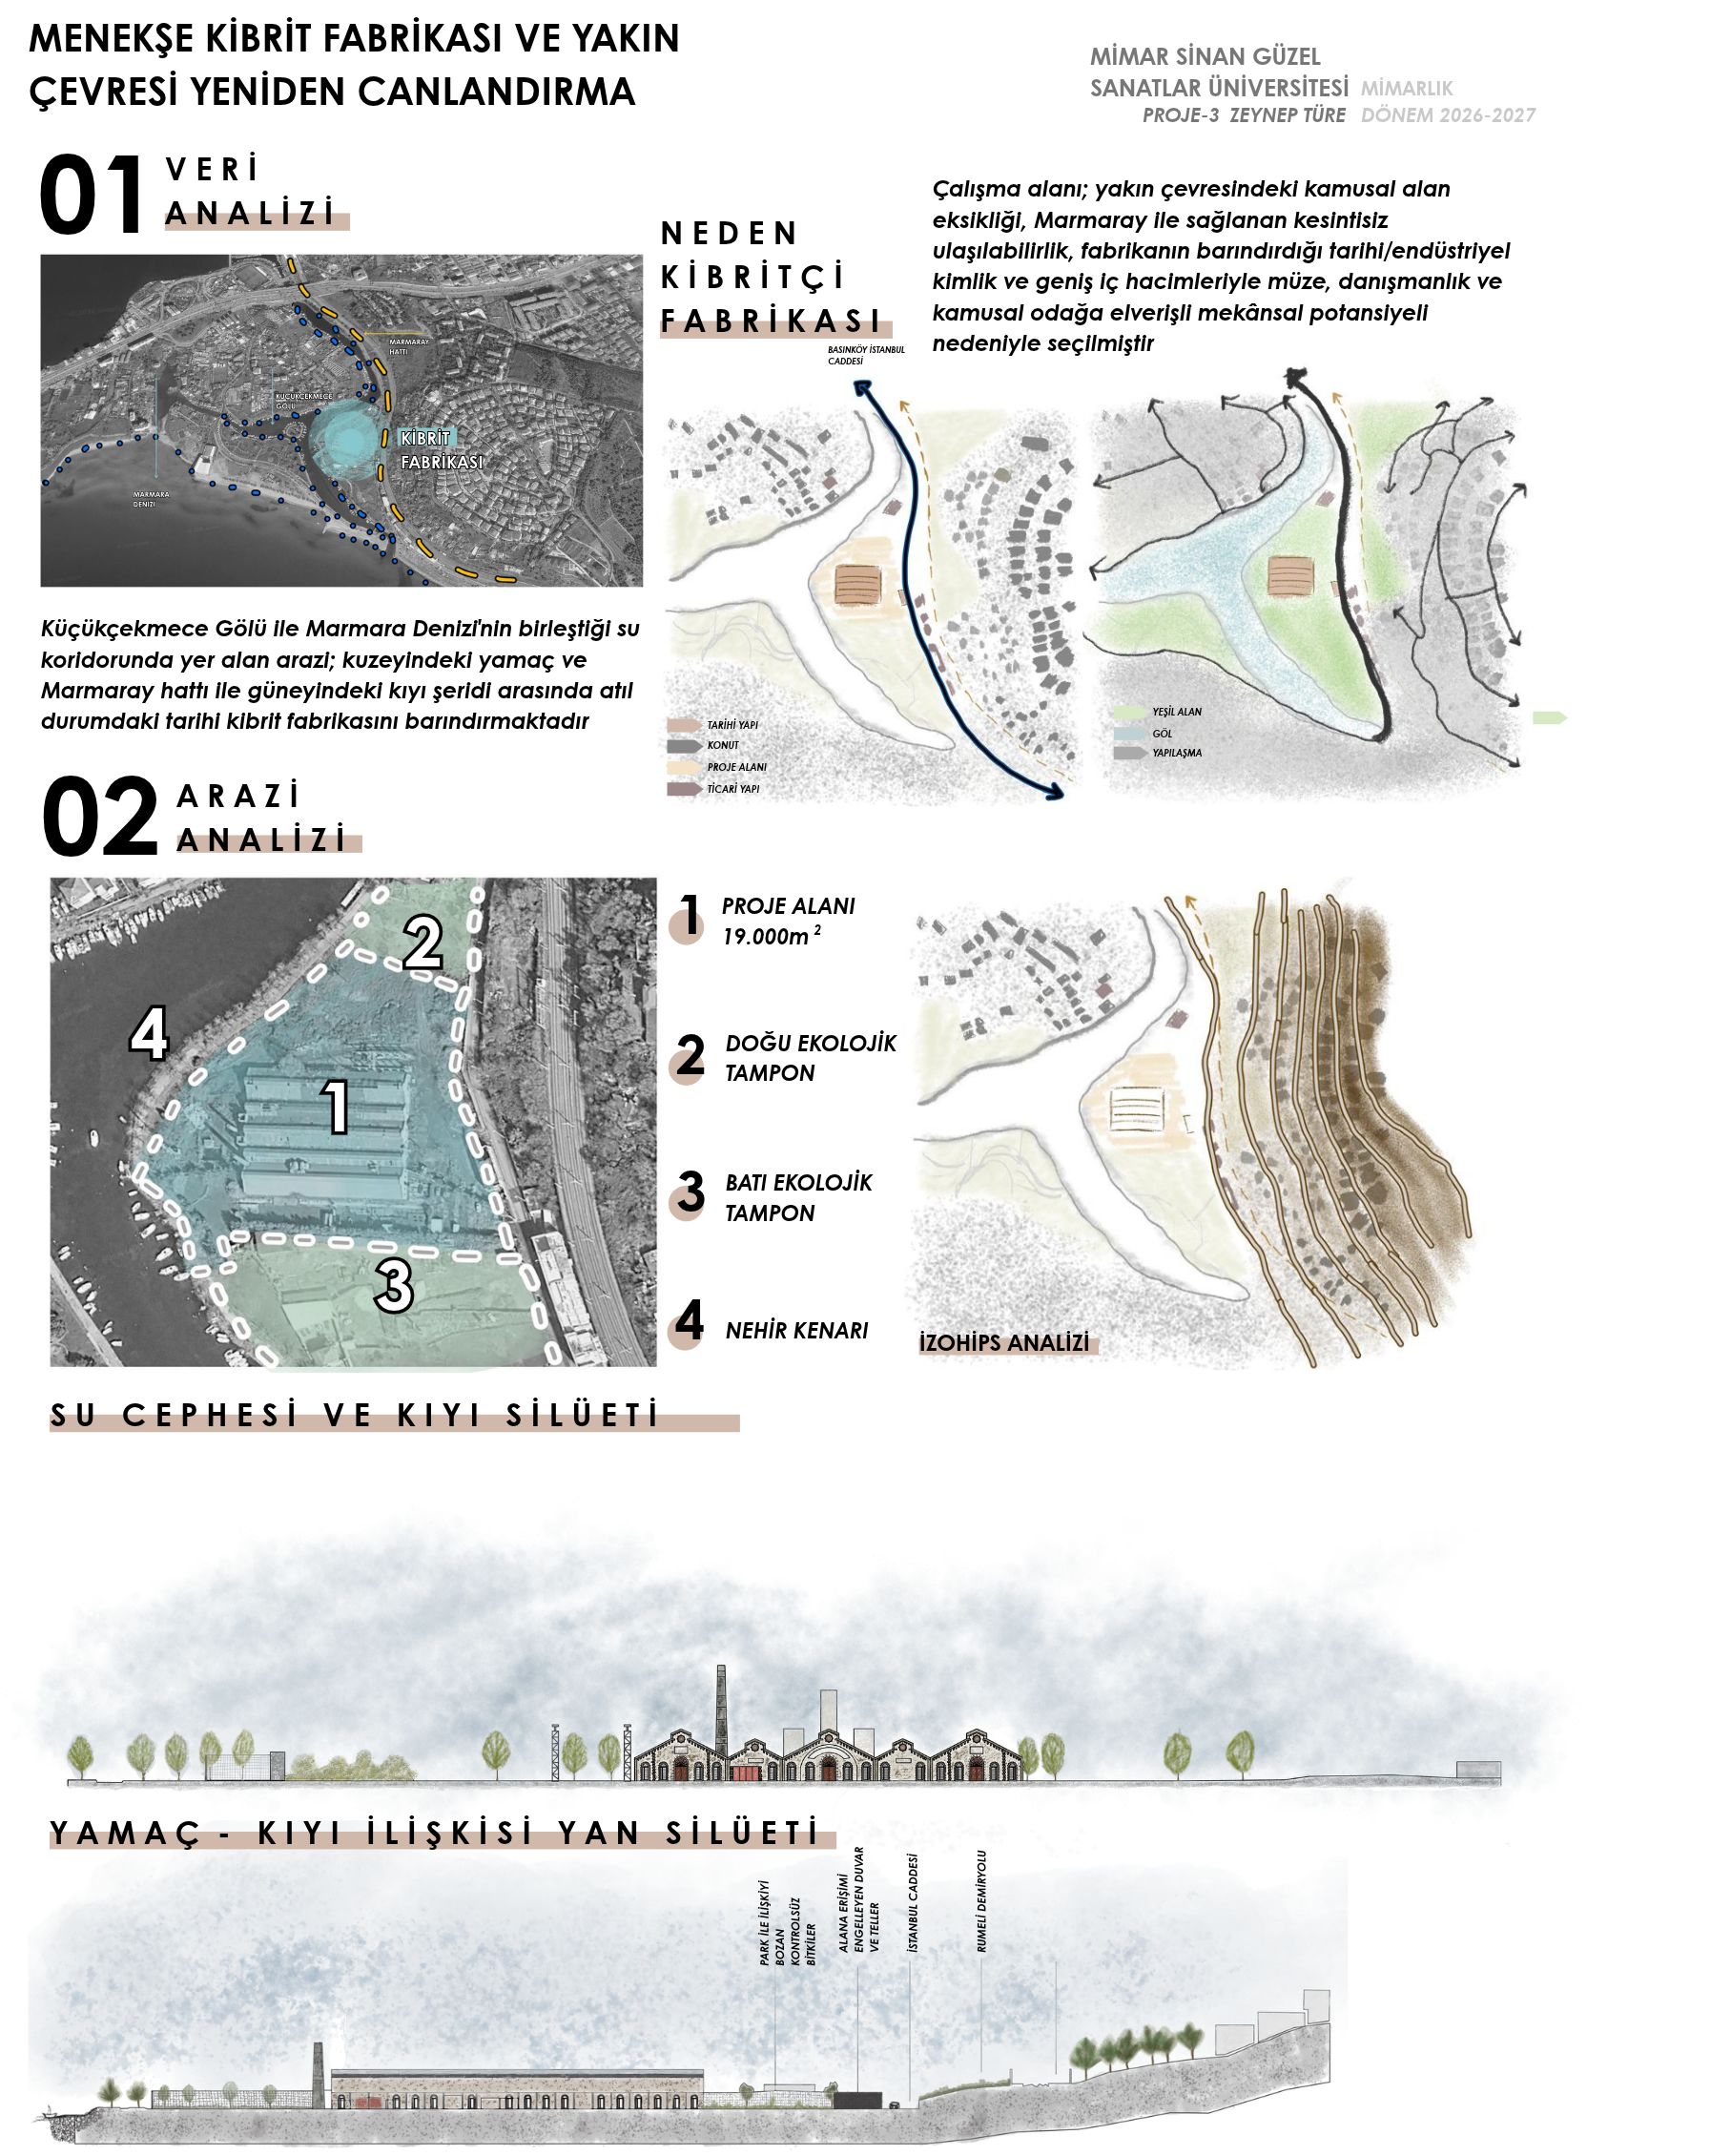 MENEKŞE KİBRİT FABRİKASI VE YAKIN
ÇEVRESİ YENİDEN CANLANDIRMA
MİMAR SİNAN GÜZEL
SANATLAR ÜNİVERSİTESİ MİMARLIK
PROJE-3 ZEYNEP TÜRE DÖNEM 2026-2027
01 VERİ
ANALİZİ
MARMARAY
HATTI
KÜÇÜKÇEKMECE
GÖLÜ
KİBRİT
FABRİKASI
MARMARA
DENİZİ
Küçükçekmece Gölü ile Marmara Denizi'nin birleştiği su
koridorunda yer alan arazi; kuzeyindeki yamaç ve
Marmaray hattı ile güneyindeki kıyı şeridi arasında atıl
durumdaki tarihi kibrit fabrikasını barındırmaktadır
NEDEN
KİBRİTÇİ
FABRİKASI
Çalışma alanı; yakın çevresindeki kamusal alan
eksikliği, Marmaray ile sağlanan kesintisiz
ulaşılabilirlik, fabrikanın barındırdığı tarihi/endüstriyel
kimlik ve geniş iç hacimleriyle müze, danışmanlık ve
kamusal odağa elverişli mekânsal potansiyeli
nedeniyle seçilmiştir
BASINKÖY İSTANBUL
CADDESİ
TARİHİ YAPI
KONUT
PROJE ALANI
TİCARİ YAPI
YEŞİL ALAN
GÖL
YAPILAŞMA
02 ARAZİ
ANALİZİ
2
4
1
3
1 PROJE ALANI
19.000m 2
2 DOĞU EKOLOJİK
TAMPON
3 BATI EKOLOJİK
TAMPON
4 NEHİR KENARI
İZOHİPS ANALİZİ
SU CEPHESİ VE KIYI SİLÜETİ
YAMAÇ - KIYI İLİŞKİSİ YAN SİLÜETİ
PARK İLE İLİŞKİYİ
BOZAN
KONTROLSÜZ
BİTKİLER
ALANA ERİŞİMİ
ENGELLEYEN DUVAR
VE TELLER
İSTANBUL CADDESİ
RUMELİ DEMİRYOLU